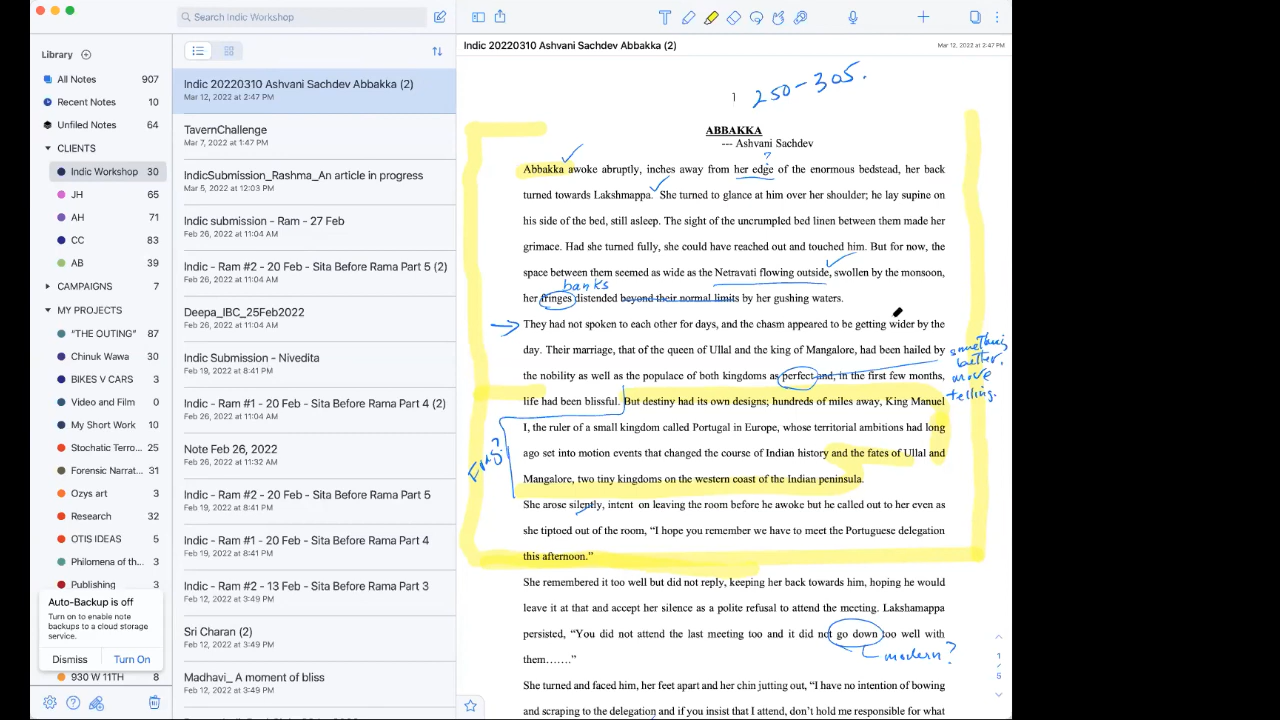 Search Indic Workshop
Library
All Notes 907
Recent Notes 10
Unfiled Notes 64
CLIENTS
Indic Workshop 30
JH 65
AH 71
CC 83
AB 39
CAMPAIGNS 7
MY PROJECTS
“THE OUTING” 87
Chinuk Wawa 30
BIKES V CARS 3
Video and Film 0
My Short Work 10
Stochatic Terro... 3
Forensic Narrat... 31
Ozys art 3
Research 32
OTIS IDEAS 5
Philomena of th... 3
Publishing 3
Auto-Backup is off
Turn on to enable note
backups to a cloud storage
service.
Dismiss Turn On
930 W 11TH 8
Indic 20220310 Ashvani Sachdev Abbakka (2)
Mar 12, 2022 at 2:47 PM
TavernChallenge
Mar 7, 2022 at 1:47 PM
IndicSubmission_Rashma_An article in progress
Mar 5, 2022 at 12:03 PM
Indic submission - Ram - 27 Feb
Feb 26, 2022 at 11:04 AM
Indic - Ram #2 - 20 Feb - Sita Before Rama Part 5 (2)
Feb 26, 2022 at 11:04 AM
Deepa_IBC_25Feb2022
Feb 26, 2022 at 11:04 AM
Indic Submission - Nivedita
Feb 26, 2022 at 11:04 AM
Indic - Ram #1 - 20 Feb - Sita Before Rama Part 4 (2)
Feb 26, 2022 at 11:04 AM
Note Feb 26, 2022
Feb 26, 2022 at 11:04 AM
Indic - Ram #2 - 20 Feb - Sita Before Rama Part 5
Feb 19, 2022 at 8:41 PM
Indic - Ram #1 - 20 Feb - Sita Before Rama Part 4
Feb 19, 2022 at 8:41 PM
Indic - Ram #2 - 13 Feb - Sita Before Rama Part 3
Feb 12, 2022 at 3:49 PM
Sri Charan (2)
Feb 12, 2022 at 3:49 PM
Madhavi_ A moment of bliss
Feb 12, 2022 at 3:49 PM
Indic 20220310 Ashvani Sachdev Abbakka (2)
Mar 12, 2022 at 2:47 PM
1
250-305.
ABBAKKA
--- Ashvani Sachdev
?
Abbakka awoke abruptly, inches away from her edge of the enormous bedstead, her back
turned towards Lakshmappa. She turned to glance at him over her shoulder; he lay supine on
his side of the bed, still asleep. The sight of the uncrumpled bed linen between them made her
grimace. Had she turned fully, she could have reached out and touched him. But for now, the
space between them seemed as wide as the Netravati flowing outside, swollen by the monsoon,
banks
her fringes distended beyond their normal limits by her gushing waters.
They had not spoken to each other for days, and the chasm appeared to be getting wider by the
day. Their marriage, that of the queen of Ullal and the king of Mangalore, had been hailed by
the nobility as well as the populace of both kingdoms as perfect and, in the first few months,
something
better.
more
telling.
life had been blissful. But destiny had its own designs; hundreds of miles away, King Manuel
I, the ruler of a small kingdom called Portugal in Europe, whose territorial ambitions had long
ago set into motion events that changed the course of Indian history and the fates of Ullal and
Mangalore, two tiny kingdoms on the western coast of the Indian peninsula.
She arose silently, intent on leaving the room before he awoke but he called out to her even as
she tiptoed out of the room, “I hope you remember we have to meet the Portuguese delegation
this afternoon.”
She remembered it too well but did not reply, keeping her back towards him, hoping he would
leave it at that and accept her silence as a polite refusal to attend the meeting. Lakshamappa
persisted, “You did not attend the last meeting too and it did not go down too well with
modern?
them.......”
She turned and faced him, her feet apart and her chin jutting out, “I have no intention of bowing
and scraping to the delegation and if you insist that I attend, don’t hold me responsible for what
1
/
5